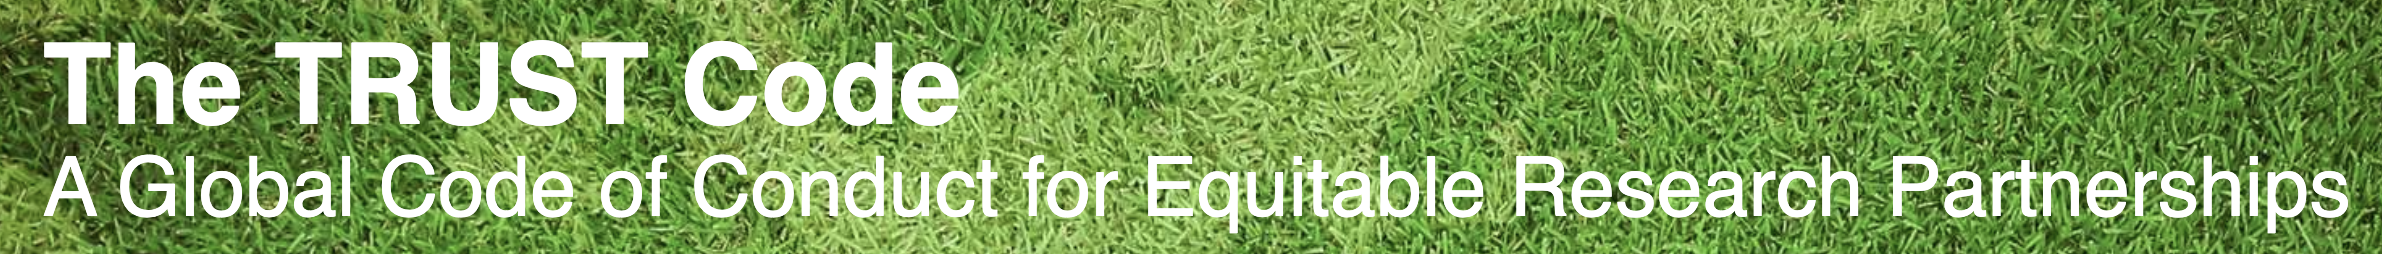 The TRUST Code
A Global Code of Conduct for Equitable Research Partnerships